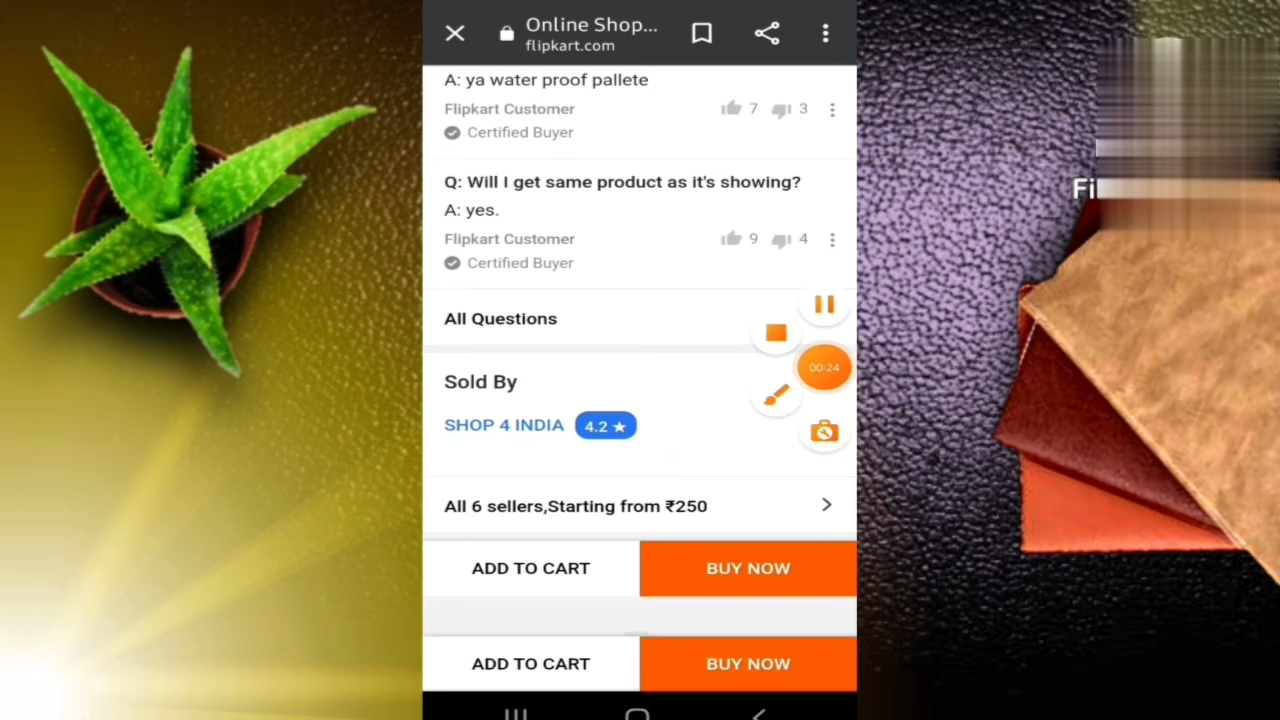 Online Shop...
flipkart.com
A: ya water proof pallete
Flipkart Customer
7
3
Certified Buyer
Q: Will I get same product as it's showing?
A: yes.
Flipkart Customer
9
4
Certified Buyer
All Questions
00:24
Sold By
SHOP 4 INDIA
4.2 ★
All 6 sellers,Starting from ₹250
ADD TO CART
BUY NOW
ADD TO CART
BUY NOW